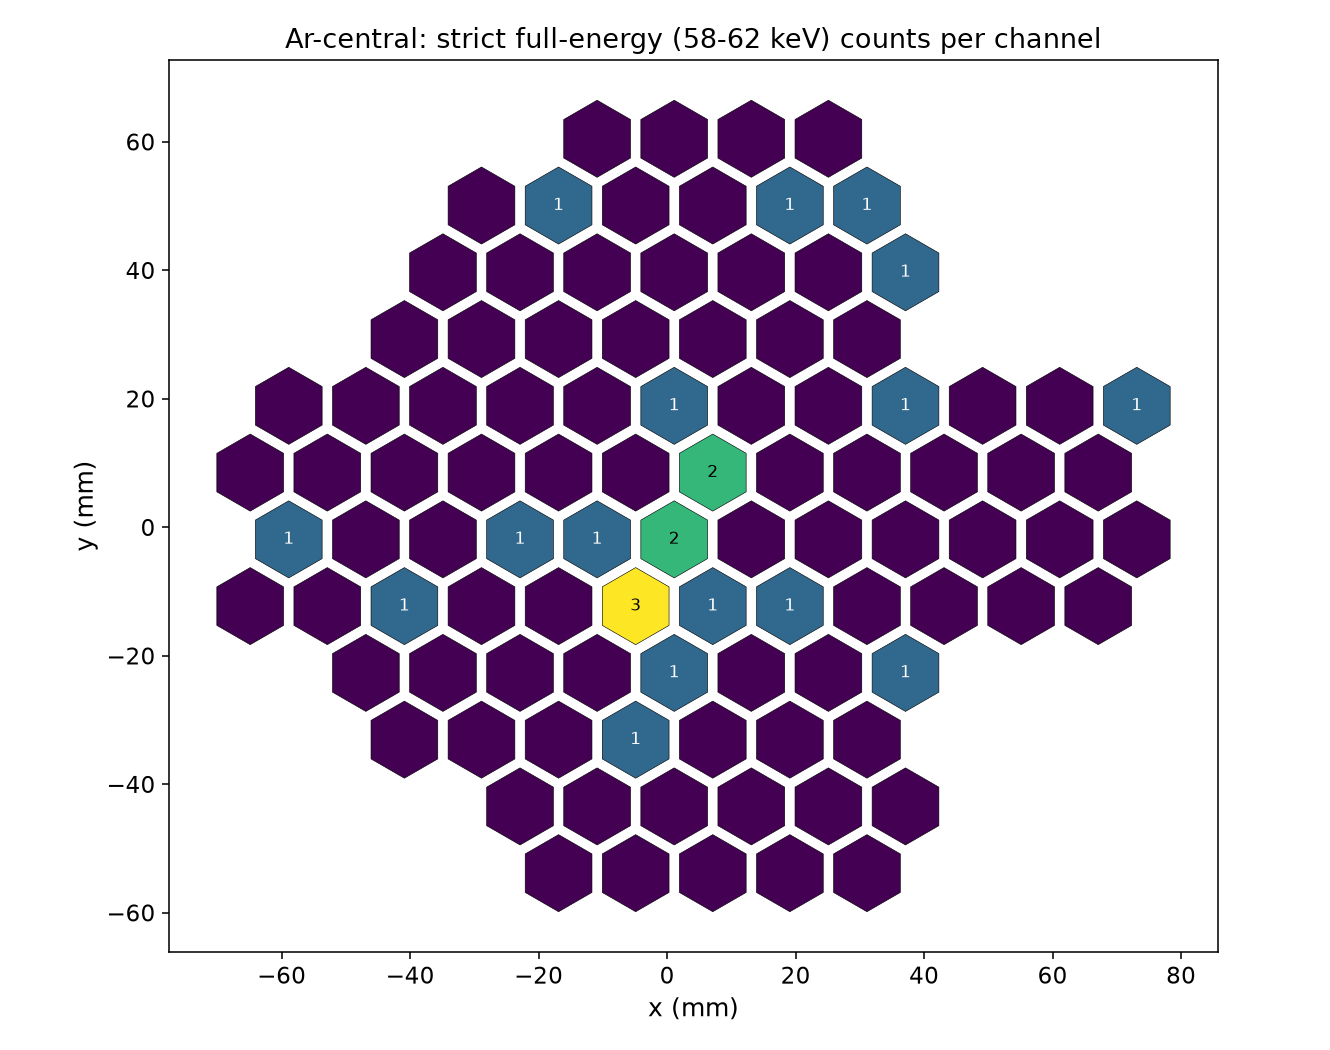 Ar-central: strict full-energy (58-62 keV) counts per channel
60
1 1 1
40
1
20
1 1 1
2
0
1 1 1 2
1 3 1 1
−20
1 1
1
−40
−60
−60 −40 −20 0 20 40 60 80
x (mm)
y (mm)